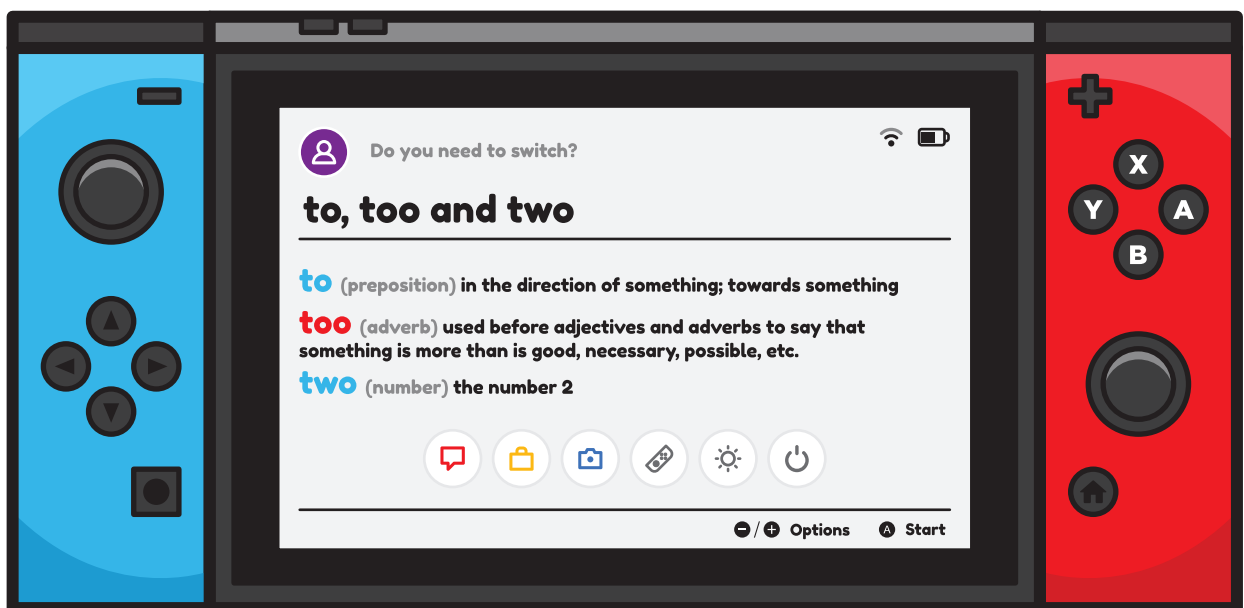 Do you need to switch?
to, too and two
to (preposition) in the direction of something; towards something
too (adverb) used before adjectives and adverbs to say that
something is more than is good, necessary, possible, etc.
two (number) the number 2
X
Y A
B
-/+ Options A Start